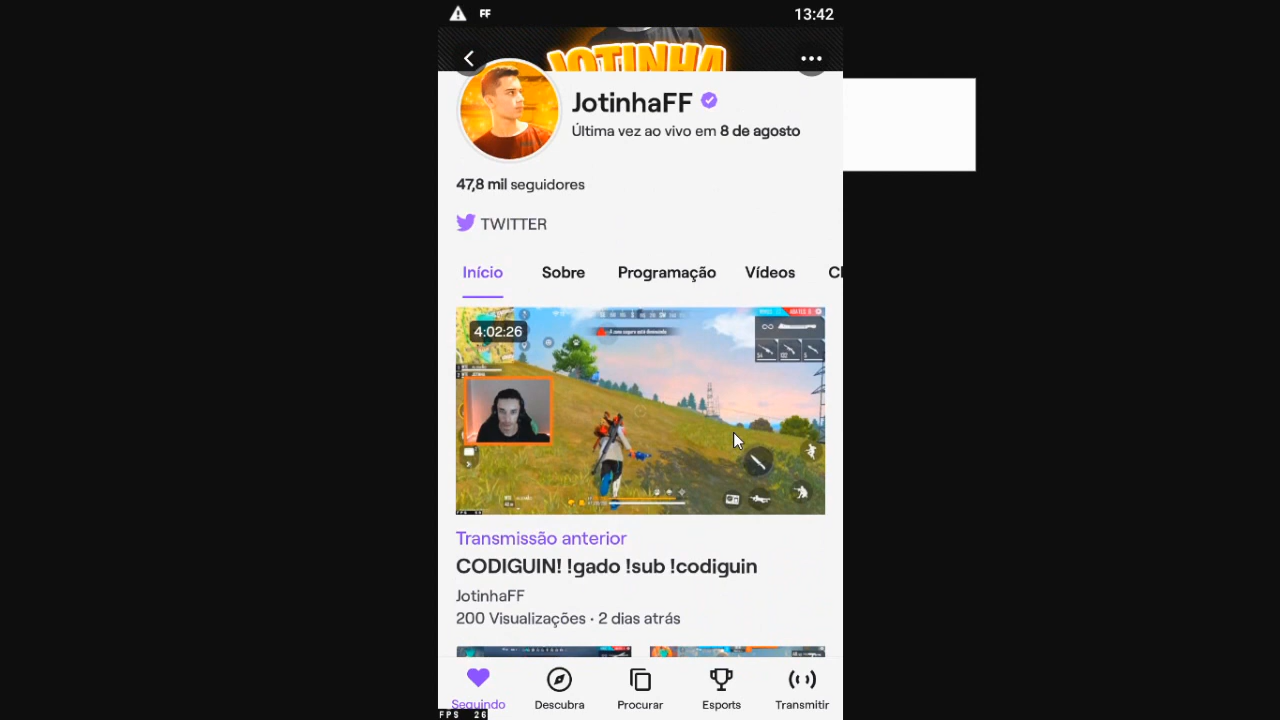 FF
13:42
JOTINHA
JotinhaFF
Última vez ao vivo em 8 de agosto
47,8 mil seguidores
TWITTER
Início Sobre Programação Vídeos
4:02:26
Transmissão anterior
CODIGUIN! !gado !sub !codiguin
JotinhaFF
200 Visualizações · 2 dias atrás
Seguindo Descubra Procurar Esports Transmitir
FPS 26